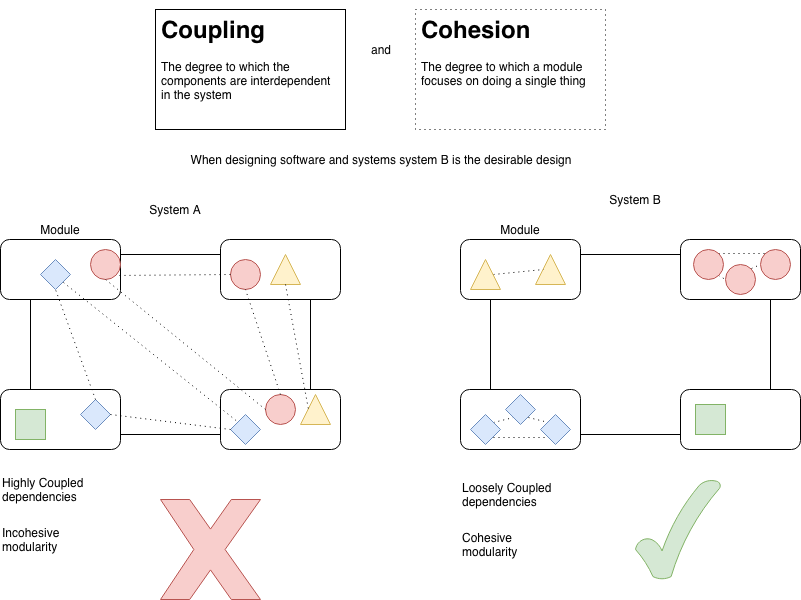 Coupling
The degree to which the
components are interdependent
in the system
and
Cohesion
The degree to which a module
focuses on doing a single thing
When designing software and systems system B is the desirable design
System A
Module
System B
Module
Highly Coupled
dependencies
Incohesive
modularity
Loosely Coupled
dependencies
Cohesive
modularity